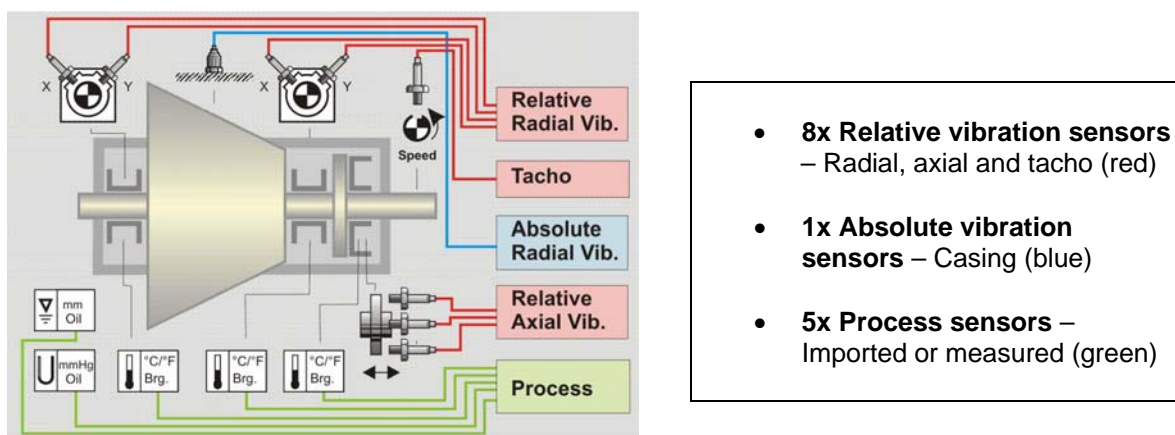 X
Y
X
Y
Speed
Relative
Radial Vib.
Tacho
Absolute
Radial Vib.
Relative
Axial Vib.
Process
mm
Oil
mmHg
Oil
°C/°F
Brg.
°C/°F
Brg.
°C/°F
Brg.
• 8x Relative vibration sensors
– Radial, axial and tacho (red)
• 1x Absolute vibration
sensors – Casing (blue)
• 5x Process sensors –
Imported or measured (green)